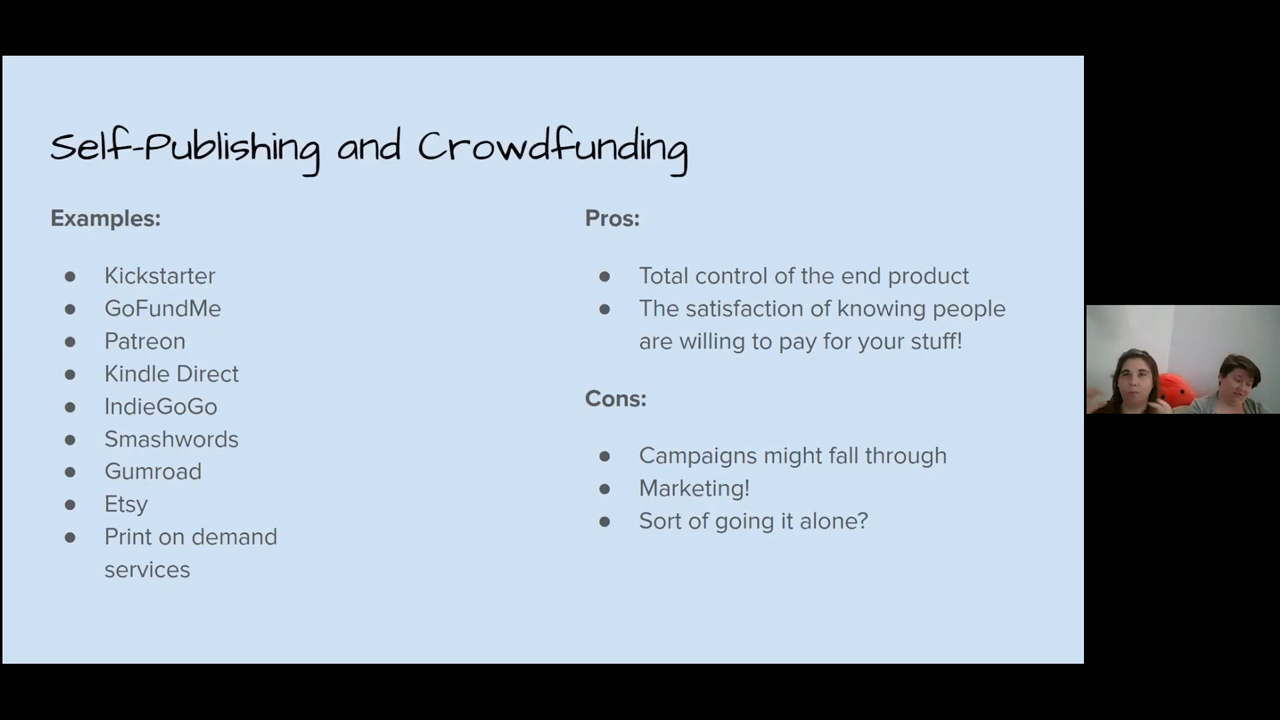 Self-Publishing and Crowdfunding
Examples:
● Kickstarter
● GoFundMe
● Patreon
● Kindle Direct
● IndieGoGo
● Smashwords
● Gumroad
● Etsy
● Print on demand
services
Pros:
● Total control of the end product
● The satisfaction of knowing people
are willing to pay for your stuff!
Cons:
● Campaigns might fall through
● Marketing!
● Sort of going it alone?